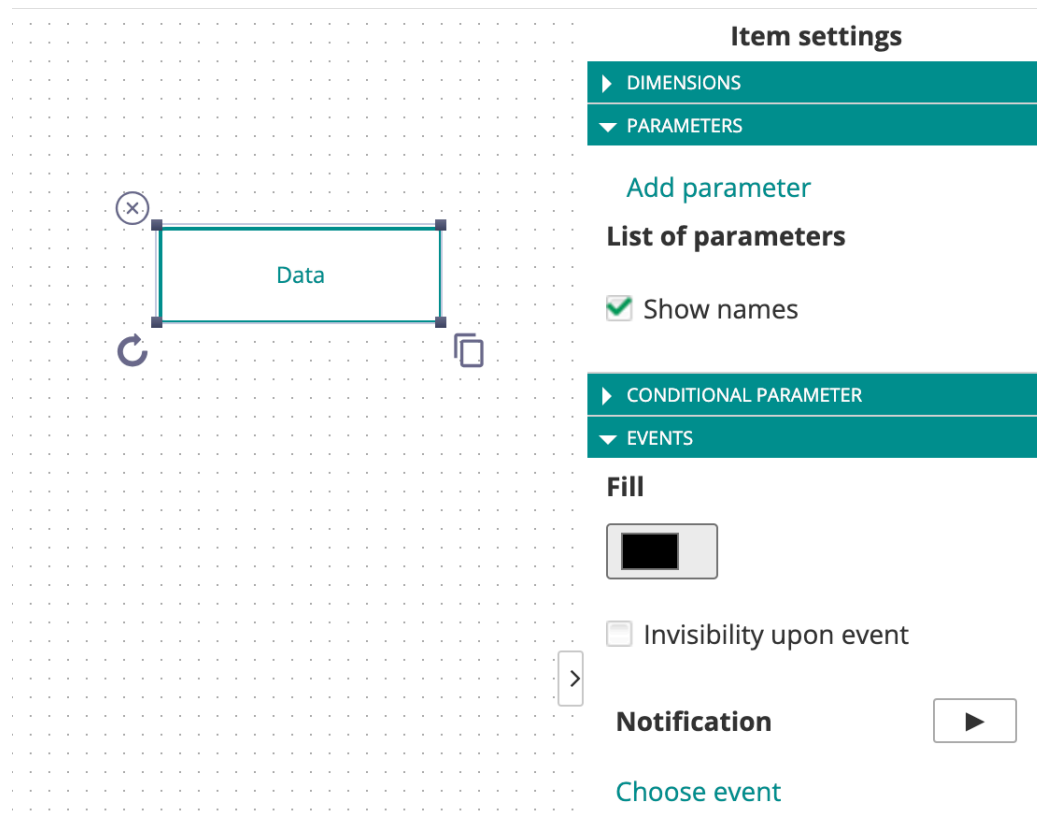 Item settings
DIMENSIONS
PARAMETERS
Add parameter
List of parameters
Show names
Data
CONDITIONAL PARAMETER
EVENTS
Fill
Invisibility upon event
Notification
Choose event